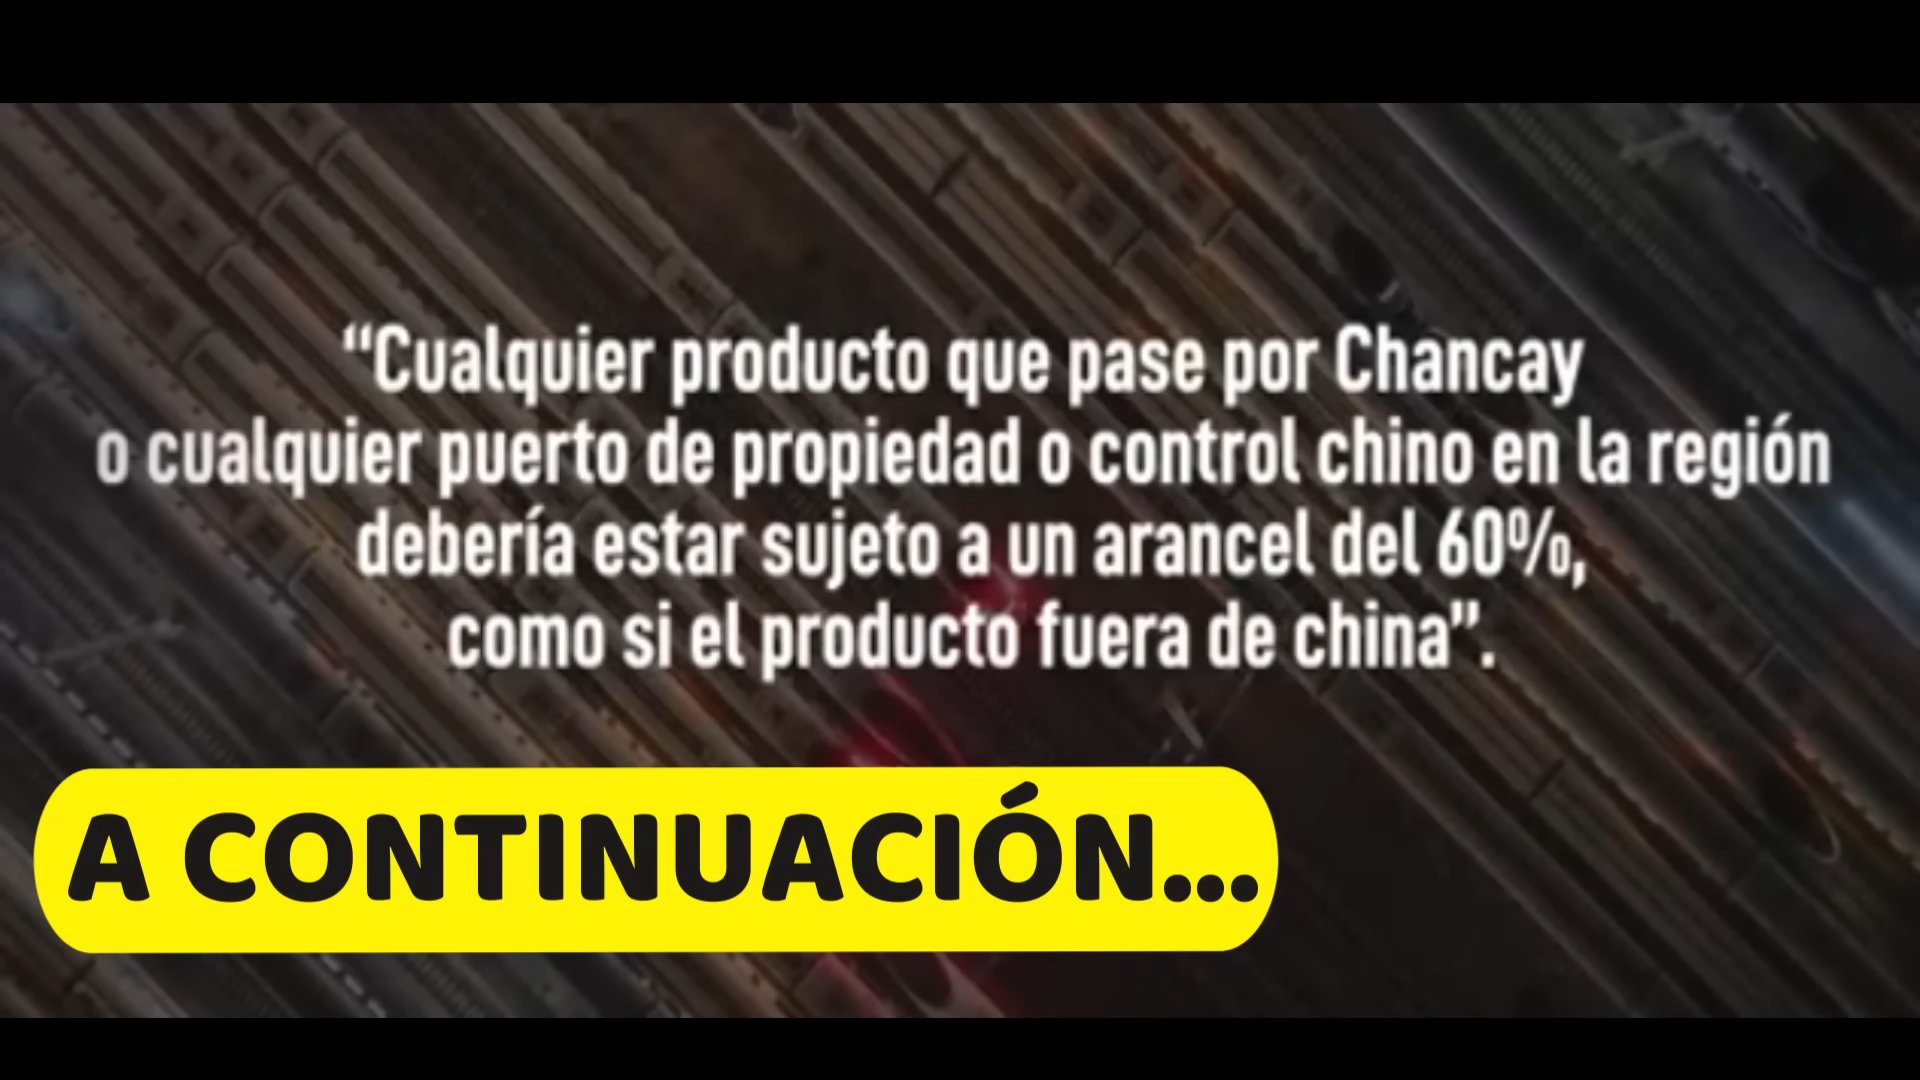 “Cualquier producto que pase por Chancay
o cualquier puerto de propiedad o control chino en la región
debería estar sujeto a un arancel del 60%,
como si el producto fuera de china”.
A CONTINUACIÓN...